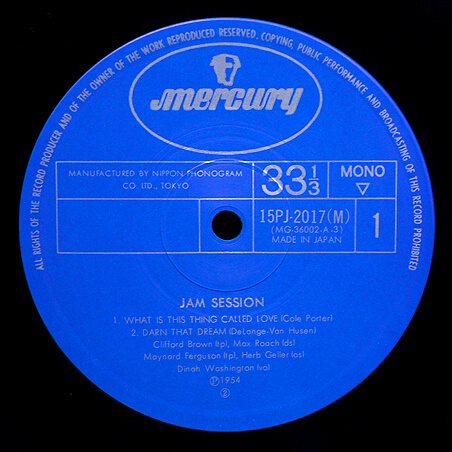 ALL RIGHTS OF THE RECORD PRODUCER AND OF THE OWNER OF THE WORK REPRODUCED RESERVED. COPYING, PUBLIC PERFORMANCE AND BROADCASTING OF THIS RECORD PROHIBITED
mercury
MANUFACTURED BY NIPPON PHONOGRAM
CO. LTD., TOKYO
33 1/3
MONO
▽
15PJ-2017(M)
(MG-36002-A-3)
MADE IN JAPAN
1
JAM SESSION
1. WHAT IS THIS THING CALLED LOVE (Cole Porter)
2. DARN THAT DREAM (DeLange-Van Husen)
Clifford Brown (tp), Max Roach (ds)
Maynard Ferguson (tp), Herb Geller (as)
Dinah Washington (vo)
Ⓟ1954
②